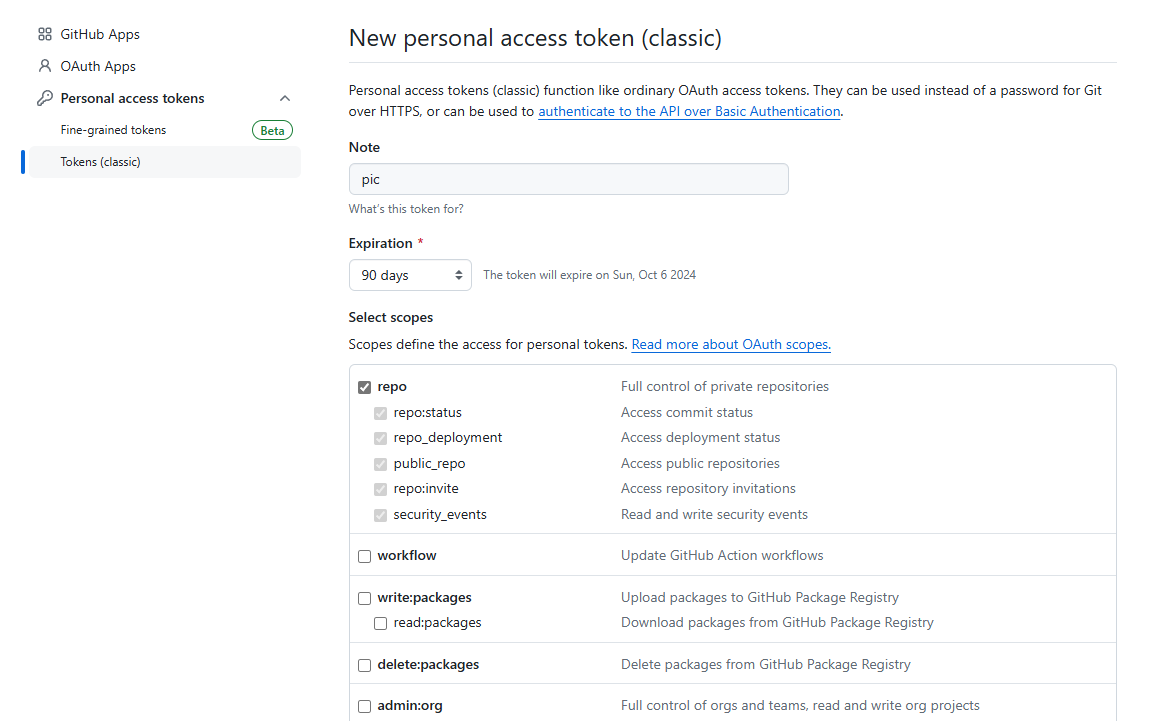 GitHub Apps
OAuth Apps
Personal access tokens
Fine-grained tokens Beta
Tokens (classic)
New personal access token (classic)
Personal access tokens (classic) function like ordinary OAuth access tokens. They can be used instead of a password for Git
over HTTPS, or can be used to authenticate to the API over Basic Authentication.
Note
pic
What's this token for?
Expiration *
90 days The token will expire on Sun, Oct 6 2024
Select scopes
Scopes define the access for personal tokens. Read more about OAuth scopes.
repo Full control of private repositories
repo:status Access commit status
repo_deployment Access deployment status
public_repo Access public repositories
repo:invite Access repository invitations
security_events Read and write security events
workflow Update GitHub Action workflows
write:packages Upload packages to GitHub Package Registry
read:packages Download packages from GitHub Package Registry
delete:packages Delete packages from GitHub Package Registry
admin:org Full control of orgs and teams, read and write org projects